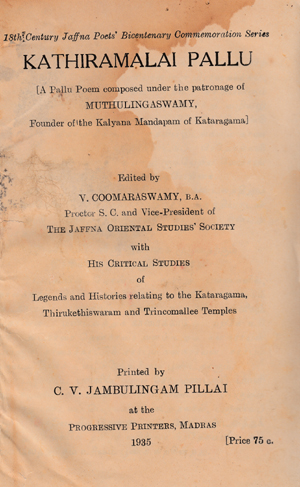 18th Century Jaffna Poets' Bicentenary Commemoration Series
KATHIRAMALAI PALLU
[A Pallu Poem composed under the patronage of
MUTHULINGASWAMY,
Founder of the Kalyana Mandapam of Kataragama]
Edited by
V. COOMARASWAMY, B.A.
Proctor S. C. and Vice-President of
THE JAFFNA ORIENTAL STUDIES' SOCIETY
with
HIS CRITICAL STUDIES
of
Legends and Histories relating to the Kataragama,
Thirukethiswaram and Trincomallee Temples
Printed by
C. V. JAMBULINGAM PILLAI
at the
PROGRESSIVE PRINTERS, MADRAS
1935 [Price 75 c.